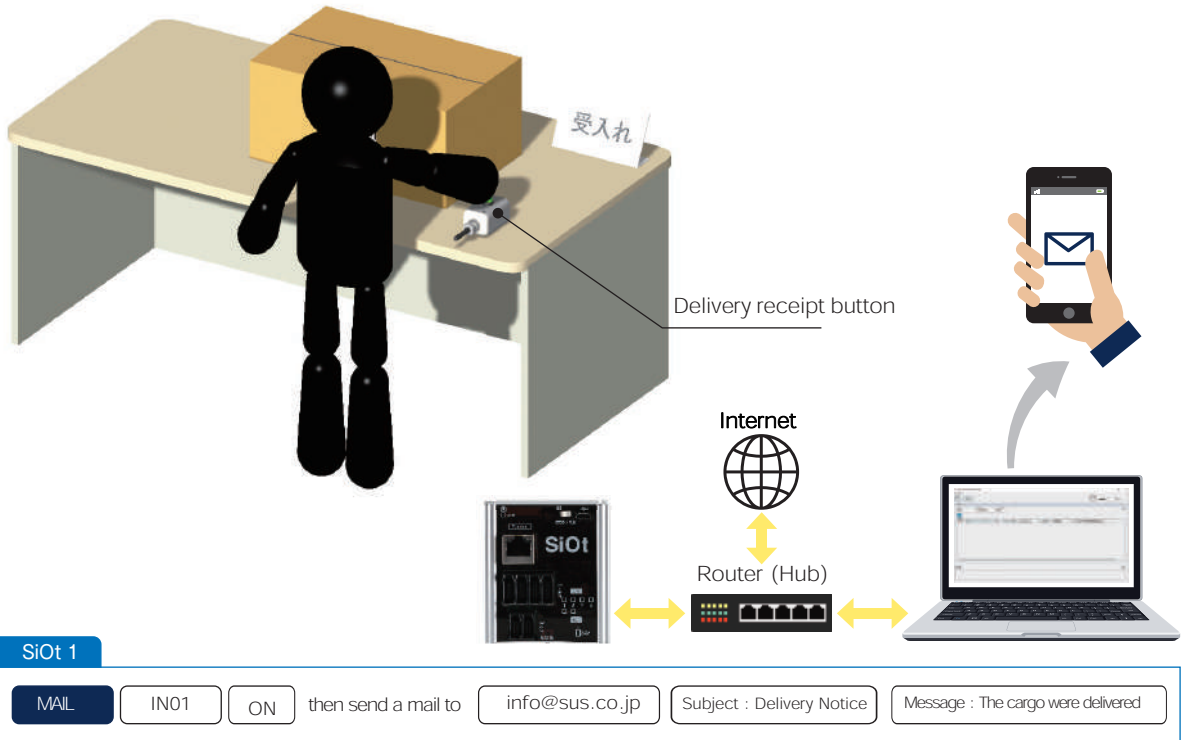 受入れ
Delivery receipt button
Internet
SiOt
Router (Hub)
SiOt 1
MAIL IN01 ON then send a mail to info@sus.co.jp Subject : Delivery Notice Message : The cargo were delivered